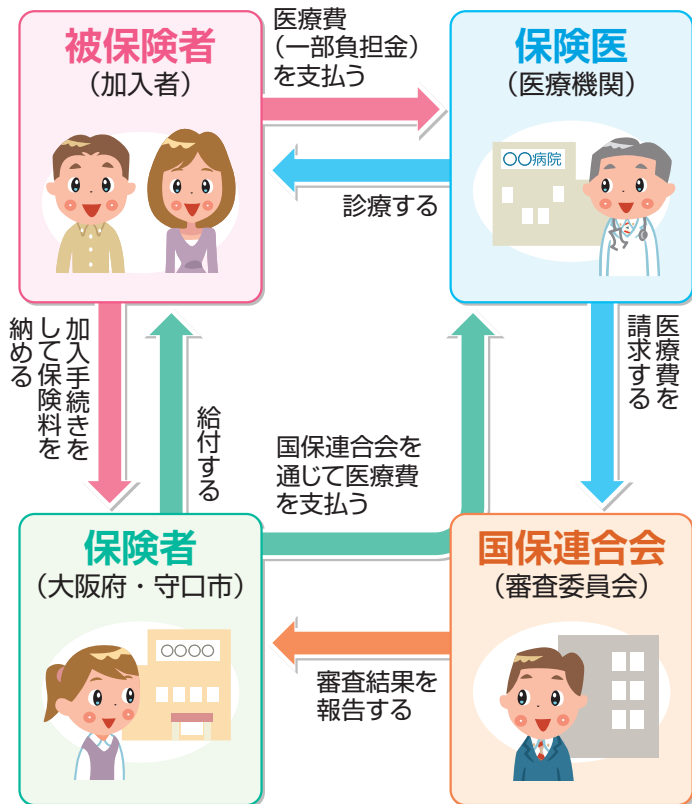 被保険者
(加入者)
医療費
(一部負担金)
を支払う
保険医
(医療機関)
〇〇病院
診療する
加入手続きを
して保険料を
納める
給付する
国保連合会を
通じて医療費
を支払う
医療費を
請求する
保険者
(大阪府・守口市)
〇〇〇〇
審査結果を
報告する
国保連合会
(審査委員会)